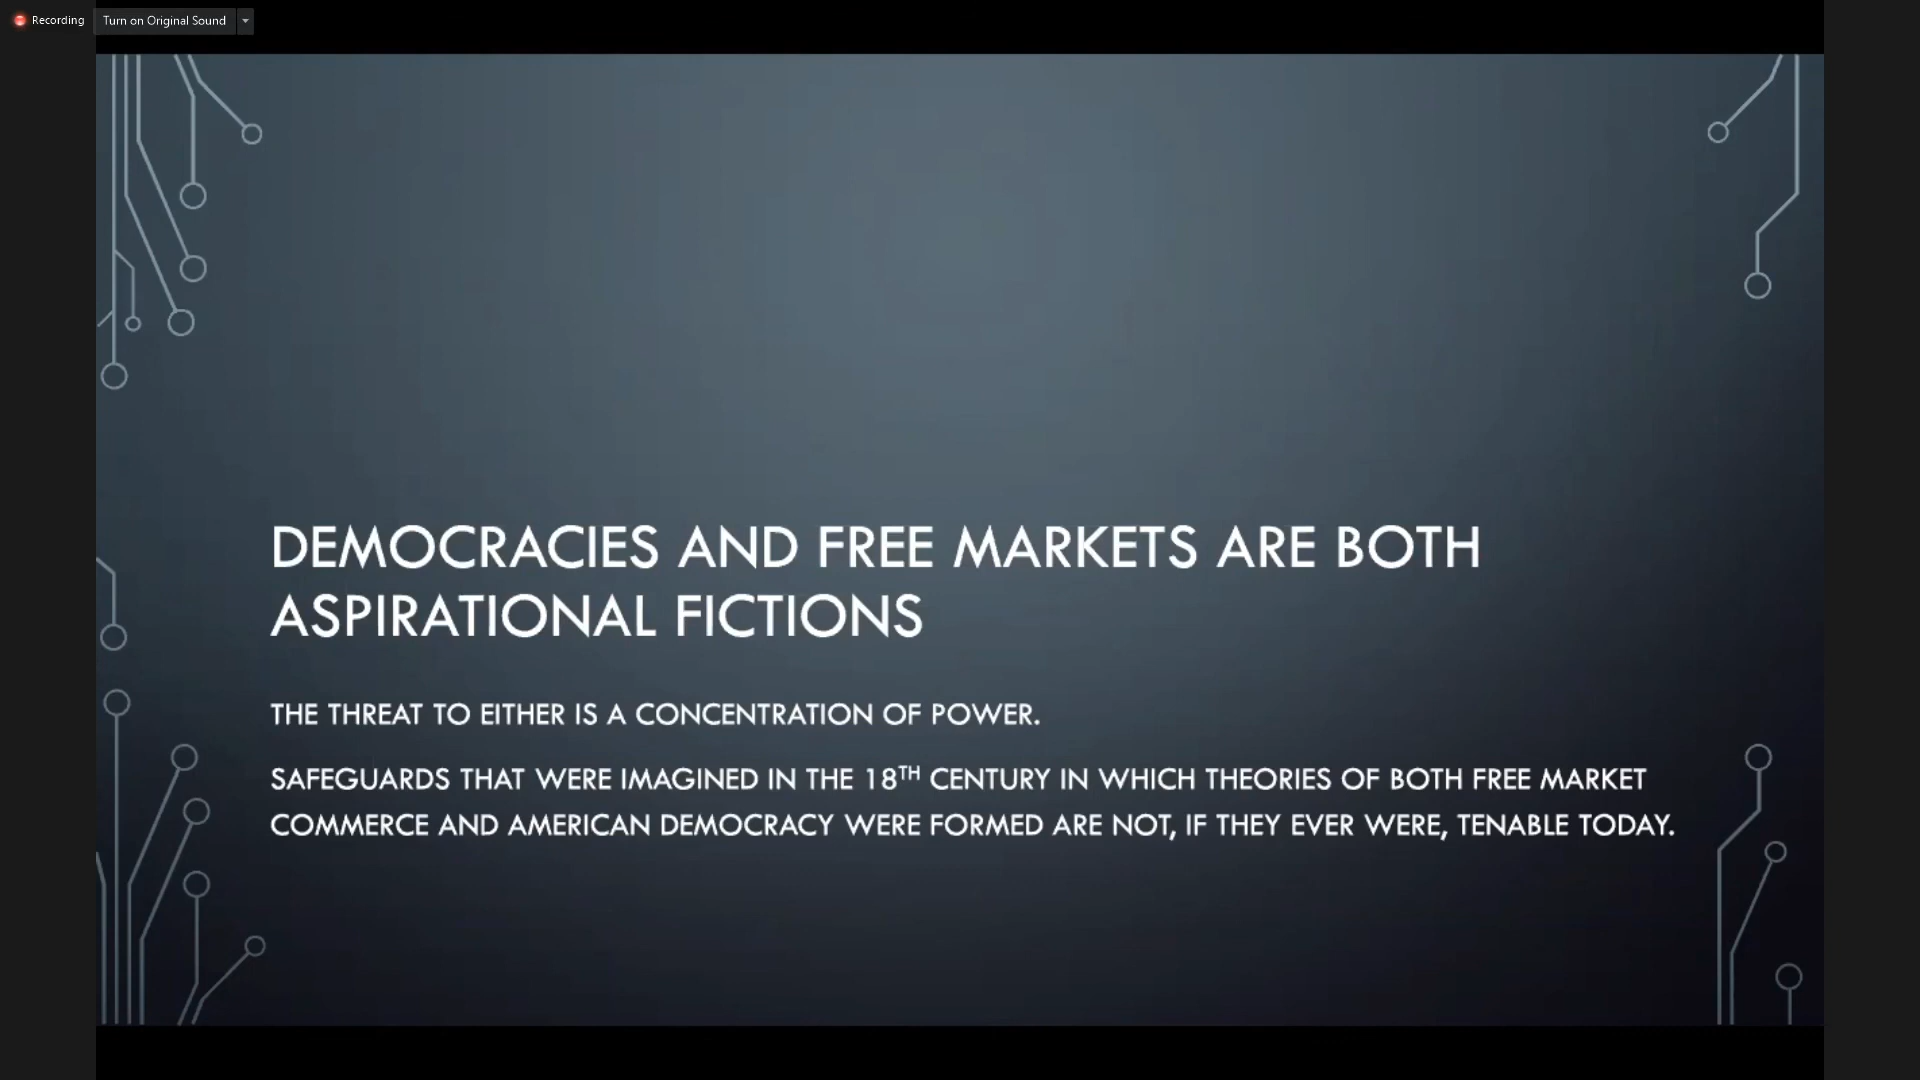 Recording
Turn on Original Sound
DEMOCRACIES AND FREE MARKETS ARE BOTH
ASPIRATIONAL FICTIONS
THE THREAT TO EITHER IS A CONCENTRATION OF POWER.
SAFEGUARDS THAT WERE IMAGINED IN THE 18TH CENTURY IN WHICH THEORIES OF BOTH FREE MARKET
COMMERCE AND AMERICAN DEMOCRACY WERE FORMED ARE NOT, IF THEY EVER WERE, TENABLE TODAY.